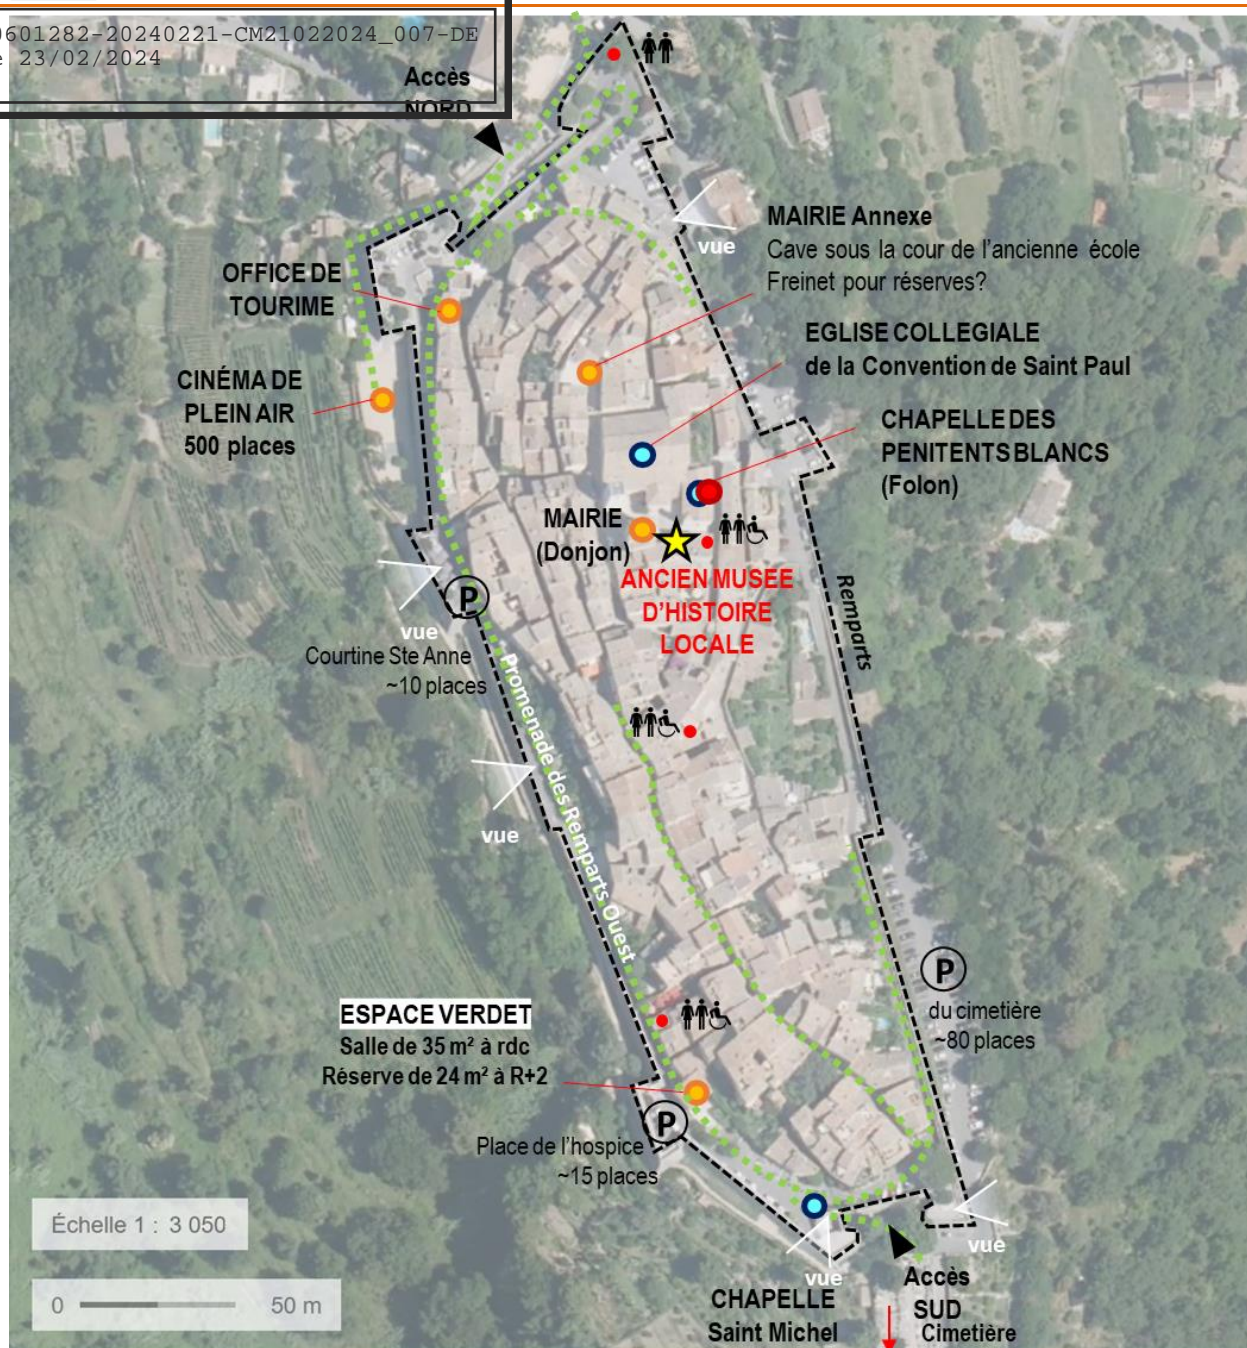 0601282-20240221-CM21022024_007-DE
e 23/02/2024
Accès
NORD
vue
MAIRIE Annexe
Cave sous la cour de l'ancienne école
Freinet pour réserves?
OFFICE DE
TOURIME
EGLISE COLLEGIALE
de la Convention de Saint Paul
CINÉMA DE
PLEIN AIR
500 places
CHAPELLE DES
PENITENTS BLANCS
(Folon)
MAIRIE
(Donjon)
ANCIEN MUSEE
D'HISTOIRE
LOCALE
Remparts
P
vue
Courtine Ste Anne
~10 places
Promenade des Remparts Ouest
vue
P
du cimetière
~80 places
ESPACE VERDET
Salle de 35 m² à rdc
Réserve de 24 m² à R+2
P
Place de l'hospice
~15 places
Échelle 1 : 3 050
0 50 m
vue
vue
CHAPELLE
Saint Michel
Accès
SUD
Cimetière